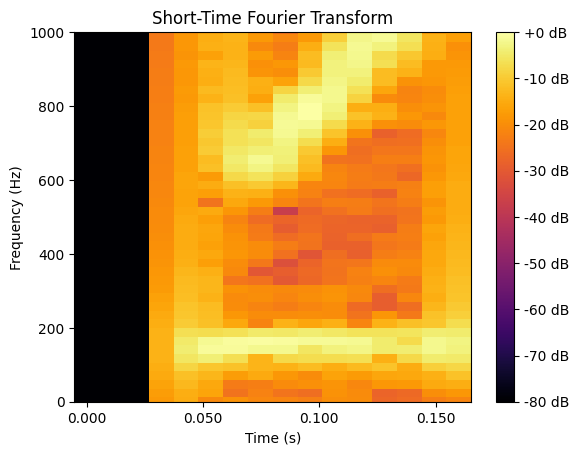 Short-Time Fourier Transform
1000
800
600
400
200
0
Frequency (Hz)
0.000
0.050
0.100
0.150
Time (s)
+0 dB
-10 dB
-20 dB
-30 dB
-40 dB
-50 dB
-60 dB
-70 dB
-80 dB